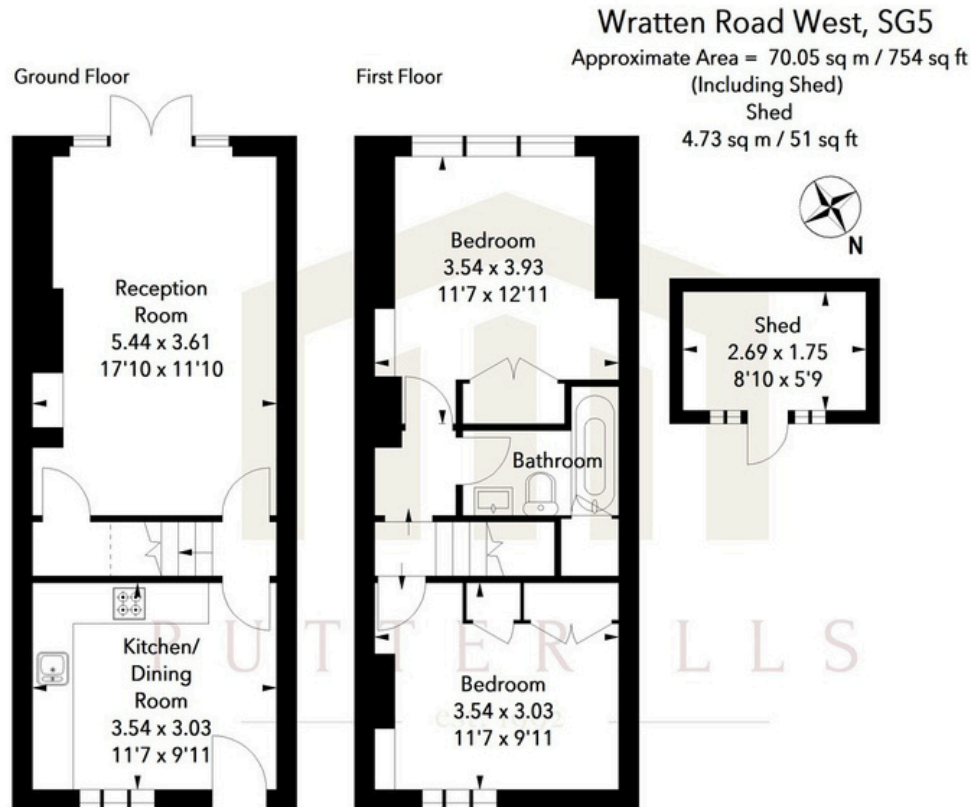 Wratten Road West, SG5
Approximate Area = 70.05 sq m / 754 sq ft
(Including Shed)
Shed
4.73 sq m / 51 sq ft
Ground Floor
First Floor
N
Reception
Room
5.44 x 3.61
17'10 x 11'10
Bedroom
3.54 x 3.93
11'7 x 12'11
Shed
2.69 x 1.75
8'10 x 5'9
Bathroom
Kitchen/
Dining
Room
3.54 x 3.03
11'7 x 9'11
Bedroom
3.54 x 3.03
11'7 x 9'11
PUTTERILLS